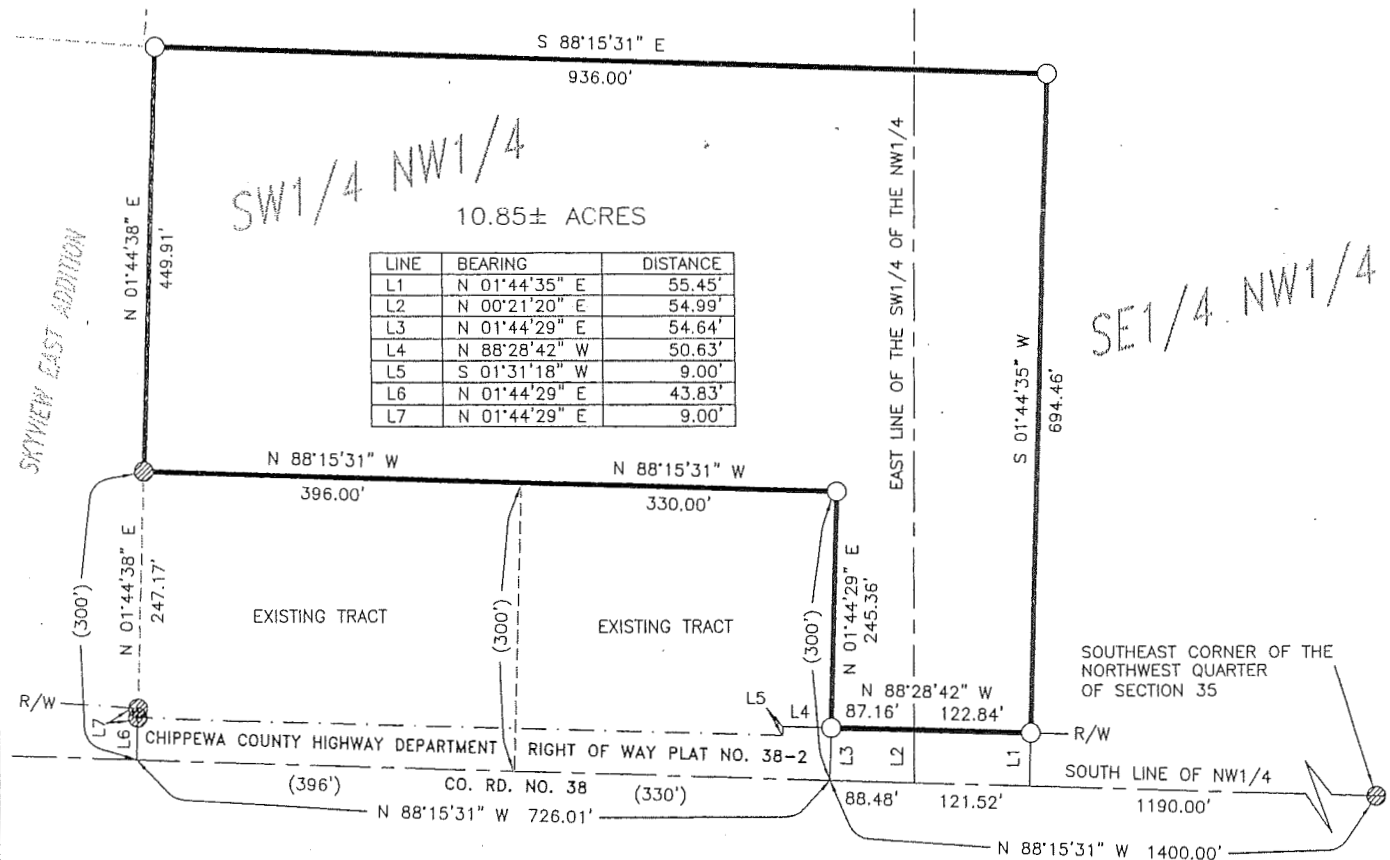 S 88°15'31" E
936.00'
SW1/4 NW1/4
10.85± ACRES
N 01°44'38" E
449.91'
SKYVIEW EAST ADDITION
EAST LINE OF THE SW1/4 OF THE NW1/4
SE1/4 NW1/4
S 01°44'35" W
694.46'
LINE BEARING DISTANCE
L1 N 01°44'35" E 55.45'
L2 N 00°21'20" E 54.99'
L3 N 01°44'29" E 54.64'
L4 N 88°28'42" W 50.63'
L5 S 01°31'18" W 9.00'
L6 N 01°44'29" E 43.83'
L7 N 01°44'29" E 9.00'
N 88°15'31" W
396.00'
N 88°15'31" W
330.00'
(300')
N 01°44'38" E
247.17'
EXISTING TRACT
(300')
EXISTING TRACT
(300')
N 01°44'29" E
245.36'
SOUTHEAST CORNER OF THE
NORTHWEST QUARTER
OF SECTION 35
R/W
L7
L6
L5
L4
N 88°28'42" W
87.16' 122.84'
R/W
CHIPPEWA COUNTY HIGHWAY DEPARTMENT RIGHT OF WAY PLAT NO. 38-2
L3
L2
L1
SOUTH LINE OF NW1/4
(396')
CO. RD. NO. 38
(330')
88.48' 121.52' 1190.00'
N 88°15'31" W 726.01'
N 88°15'31" W 1400.00'